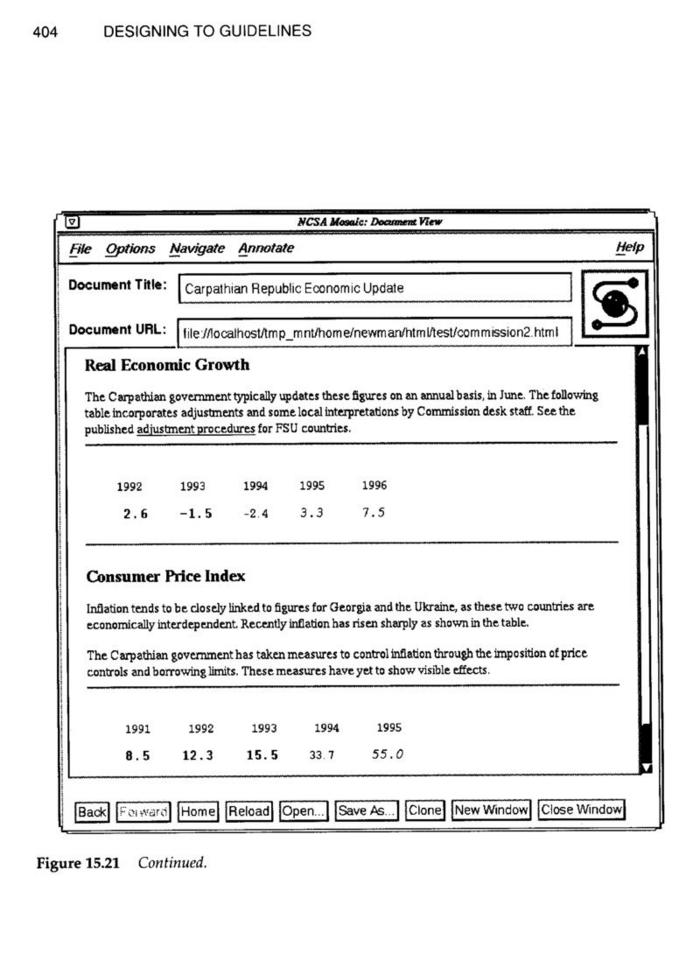 404 DESIGNING TO GUIDELINES
NCSA Mosaic: Document View
File Options Navigate Annotate Help
Document Title: Carpathian Republic Economic Update
Document URL: file://localhost/tmp_mnt/home/newman/html/test/commission2.html
Real Economic Growth
The Carpathian government typically updates these figures on an annual basis, in June. The following
table incorporates adjustments and some local interpretations by Commission desk staff. See the
published adjustment procedures for FSU countries.
1992 1993 1994 1995 1996
2.6 -1.5 -2.4 3.3 7.5
Consumer Price Index
Inflation tends to be closely linked to figures for Georgia and the Ukraine, as these two countries are
economically interdependent. Recently inflation has risen sharply as shown in the table.
The Carpathian government has taken measures to control inflation through the imposition of price
controls and borrowing limits. These measures have yet to show visible effects.
1991 1992 1993 1994 1995
8.5 12.3 15.5 33.7 55.0
Back Forward Home Reload Open... Save As... Clone New Window Close Window
Figure 15.21 Continued.